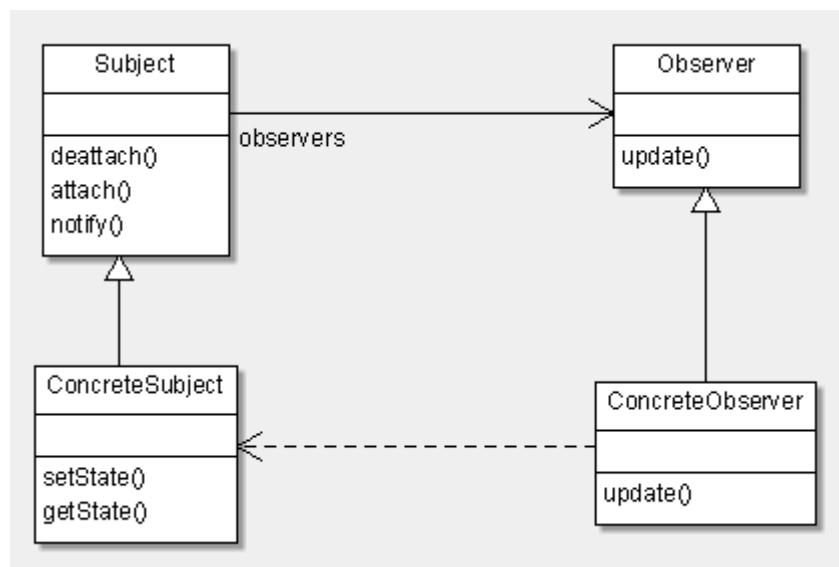 Subject
deattach()
attach()
notify()
observers
Observer
update()
ConcreteSubject
setState()
getState()
ConcreteObserver
update()